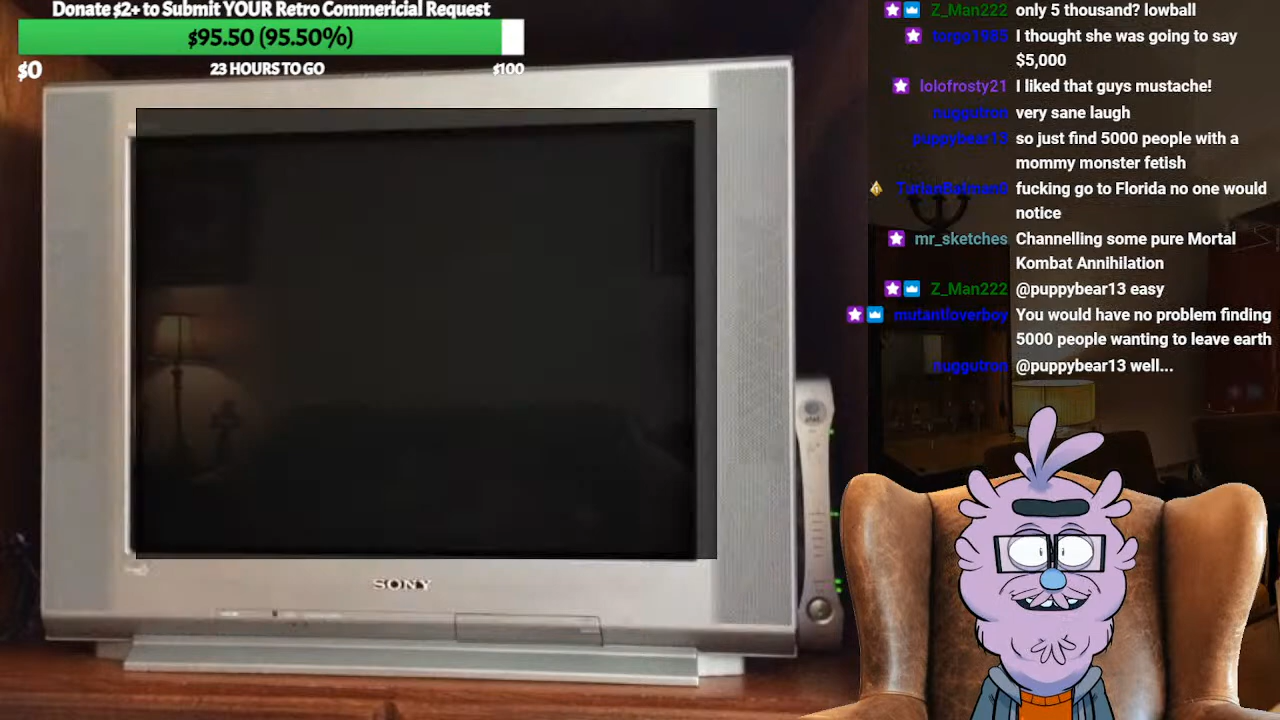 Donate $2+ to Submit YOUR Retro Commericial Request
$95.50 (95.50%)
$0
23 HOURS TO GO
$100
SONY
Z_Man222 only 5 thousand? lowball
torgo1985 I thought she was going to say
$5,000
lolofrosty21 I liked that guys mustache!
nuggutron very sane laugh
puppybear13 so just find 5000 people with a
mommy monster fetish
TurianBatman0 fucking go to Florida no one would
notice
mr_sketches Channelling some pure Mortal
Kombat Annihilation
Z_Man222 @puppybear13 easy
mutantloverboy You would have no problem finding
5000 people wanting to leave earth
nuggutron @puppybear13 well...